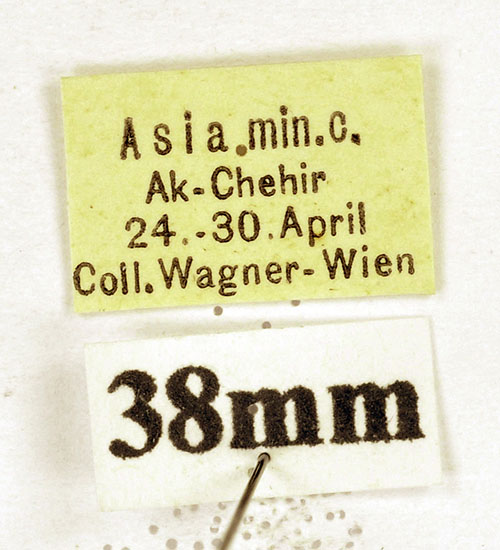 Asia.min.c.
Ak-Chehir
24.-30.April
Coll.Wagner-Wien
38mm